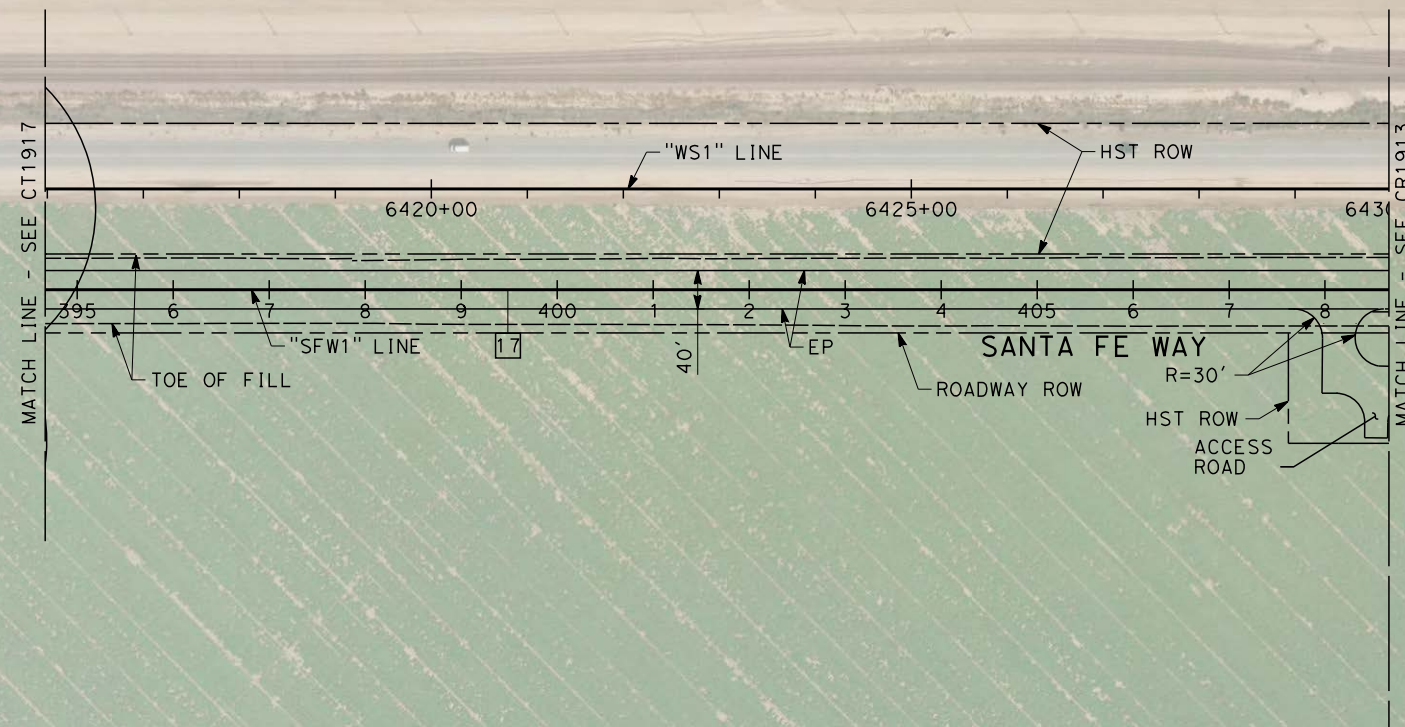 MATCH LINE - SEE CT1917
"WS1" LINE
HST ROW
6420+00
6425+00
6430
395
6
7
8
9
400
1
2
3
4
405
6
7
8
"SFW1" LINE
17
40'
EP
SANTA FE WAY
R=30'
TOE OF FILL
ROADWAY ROW
HST ROW
ACCESS
ROAD
MATCH LINE - SEE CR1913